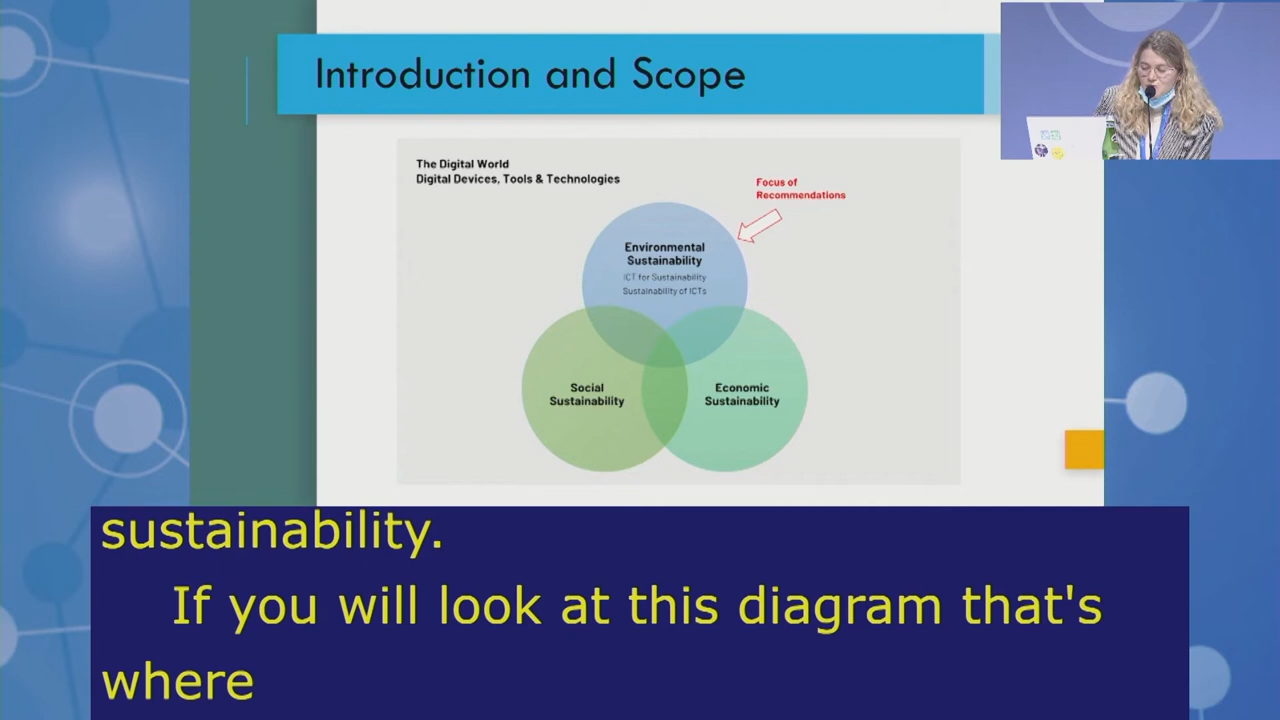 Introduction and Scope
The Digital World
Digital Devices, Tools & Technologies
Focus of
Recommendations
Environmental
Sustainability
ICT for Sustainability
Sustainability of ICTs
Social
Sustainability
Economic
Sustainability
sustainability.
If you will look at this diagram that's
where